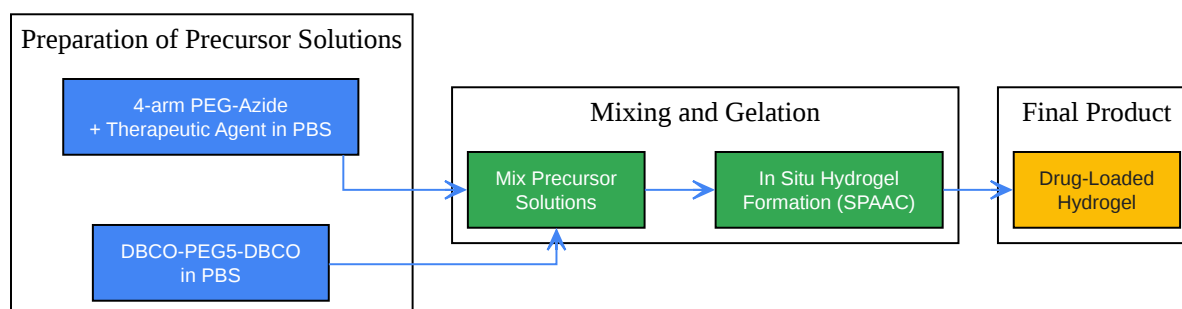 Preparation of Precursor Solutions
4-arm PEG-Azide
+ Therapeutic Agent in PBS
DBCO-PEG5-DBCO
in PBS
Mixing and Gelation
Mix Precursor
Solutions
In Situ Hydrogel
Formation (SPAAC)
Final Product
Drug-Loaded
Hydrogel